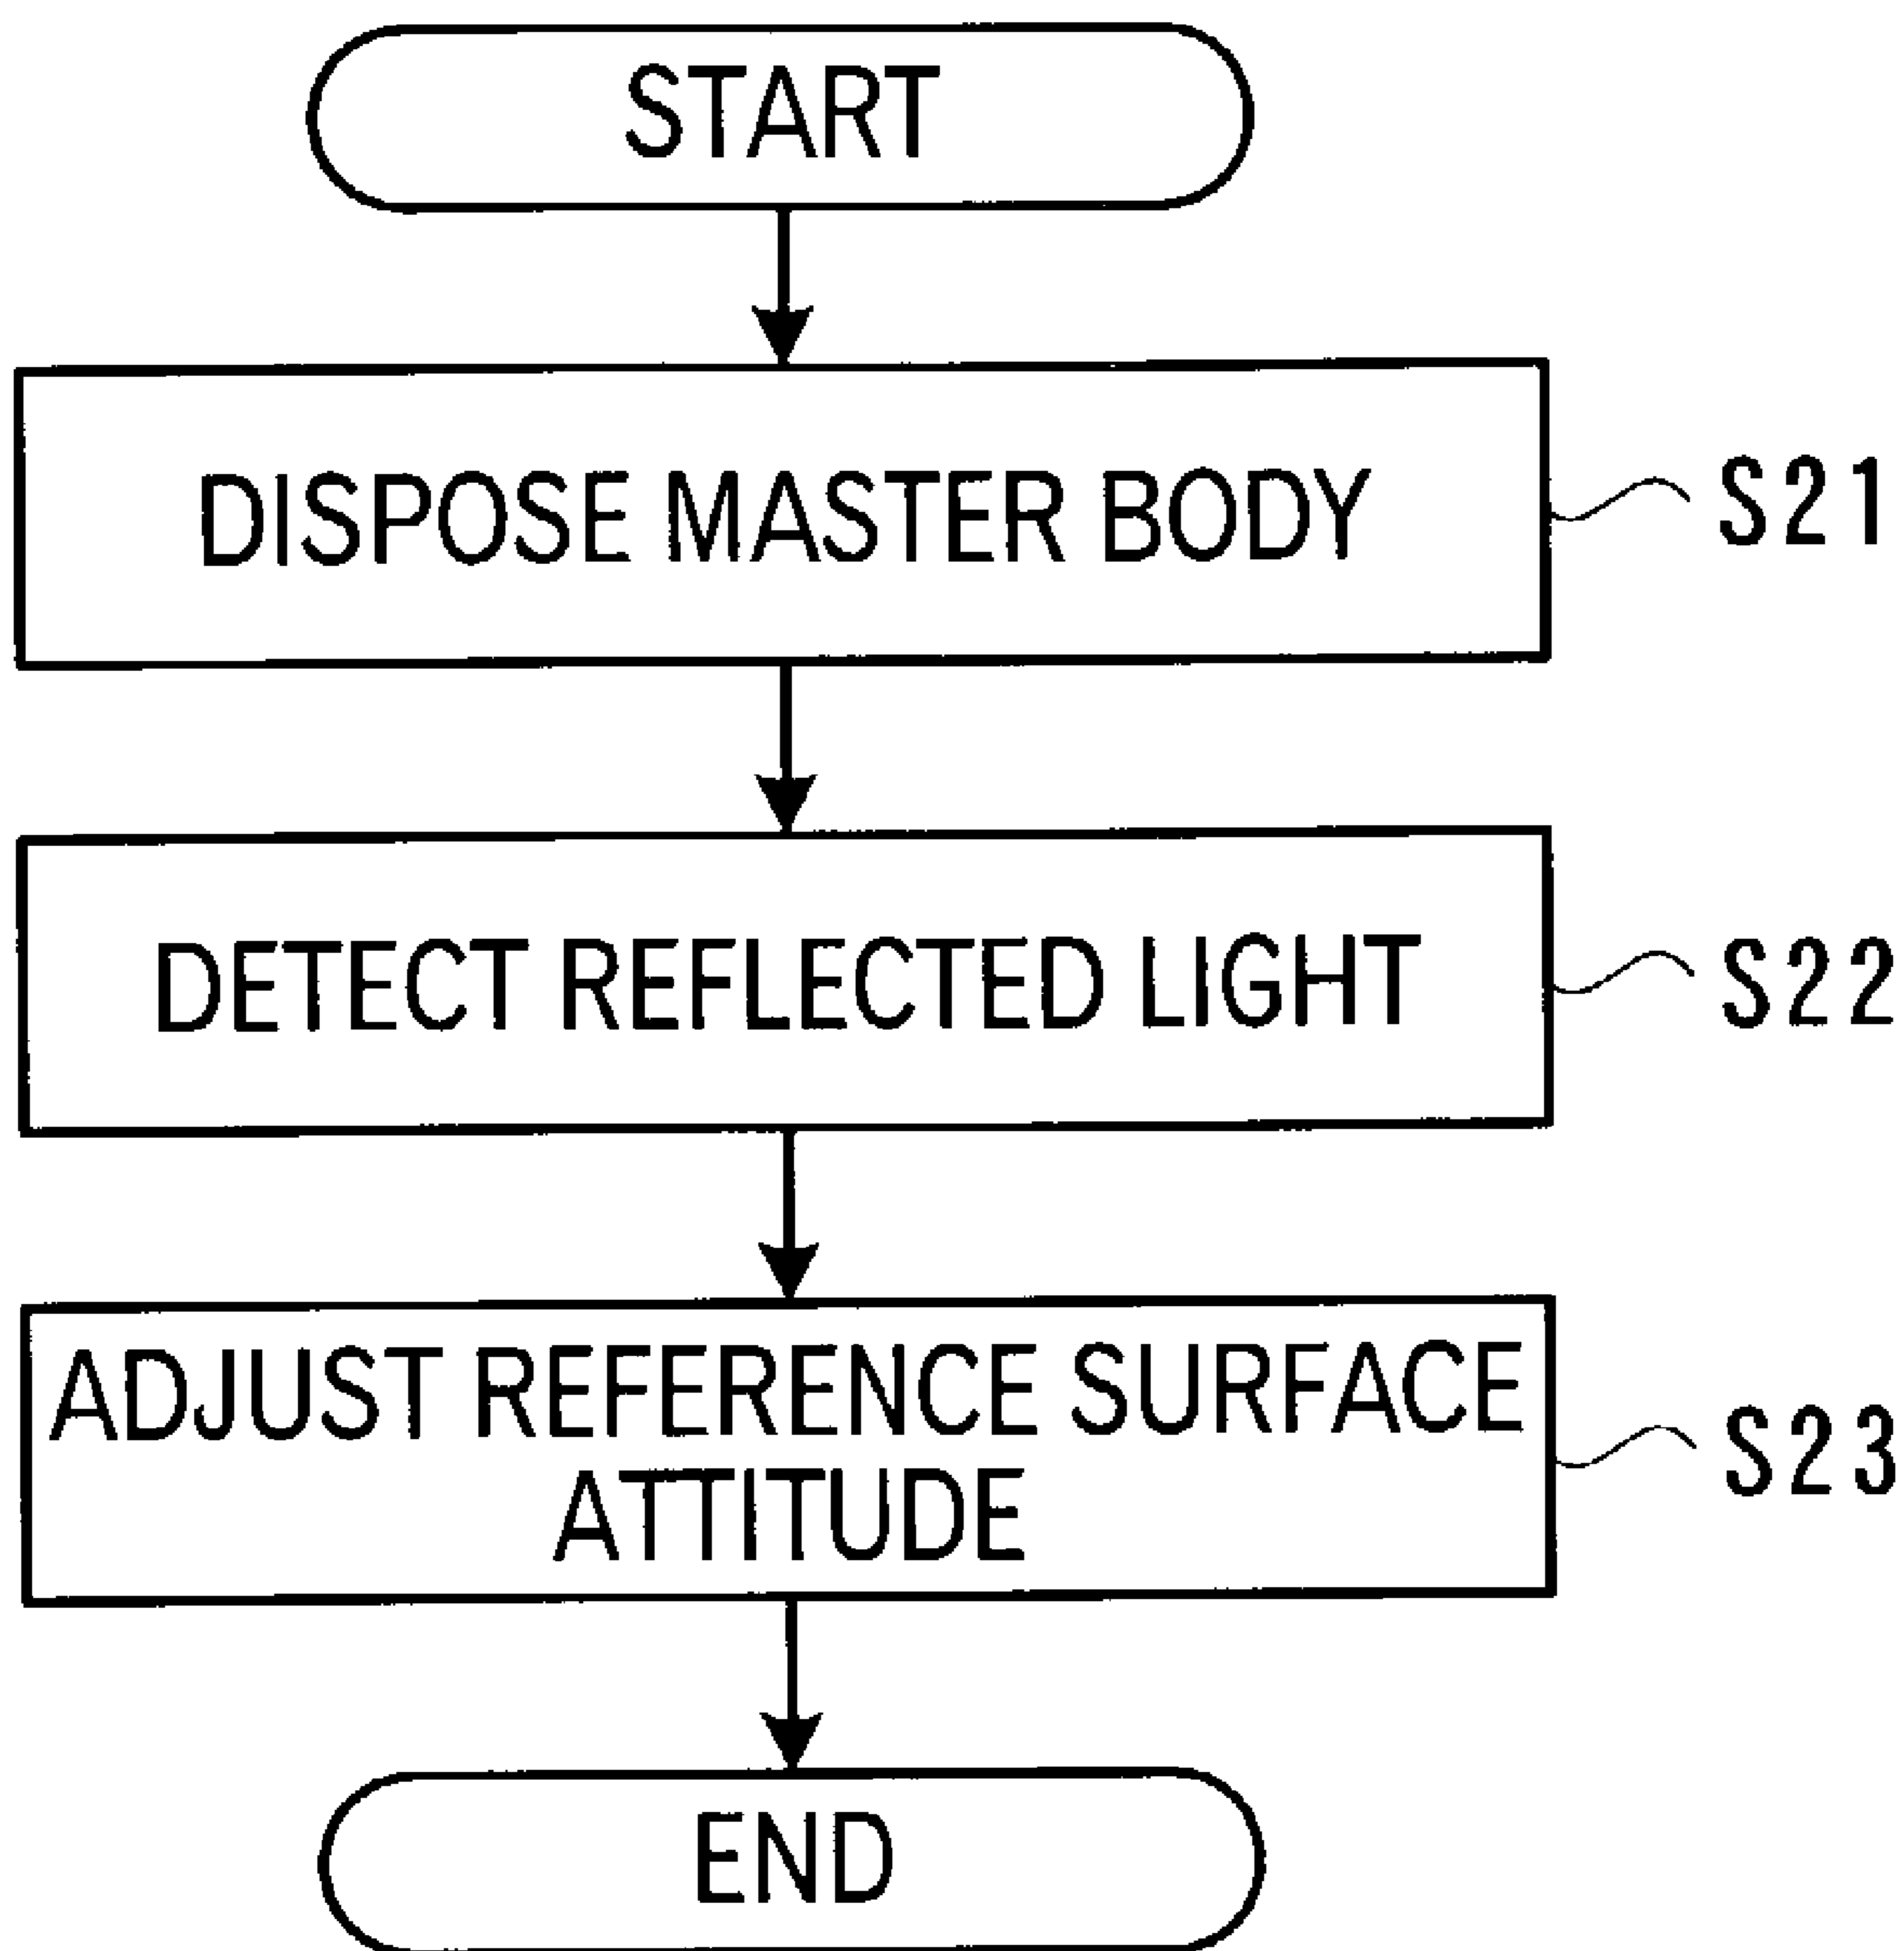 START
DISPOSE MASTER BODY
S21
DETECT REFLECTED LIGHT
S22
ADJUST REFERENCE SURFACE
ATTITUDE
S23
END